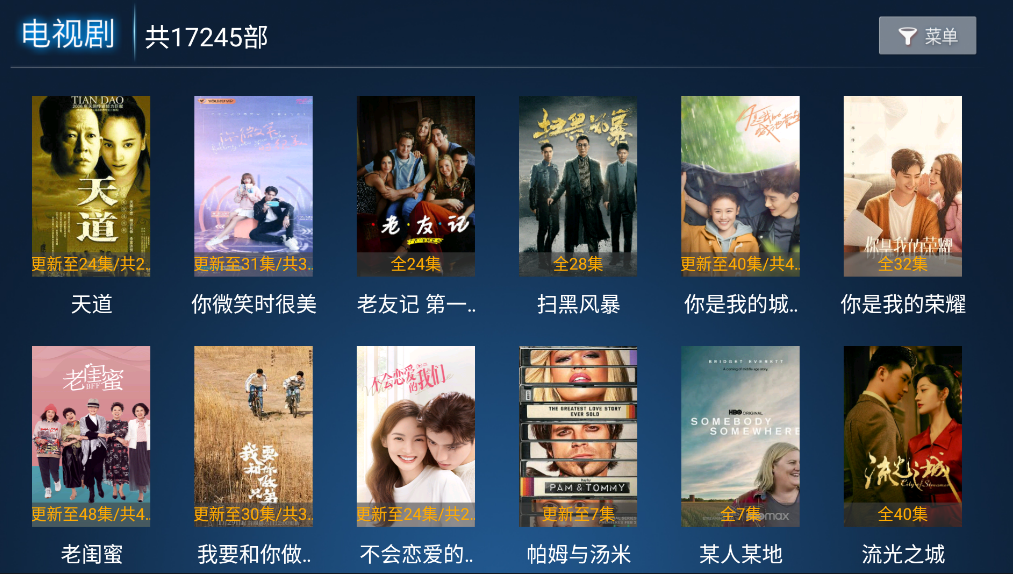 电视剧
共17245部
菜单
TIAN DAO
天道
更新至24集/共2..
天道
更新至31集/共3..
你微笑时很美
老·友·记
全24集
老友记 第一..
扫黑风暴
全28集
扫黑风暴
更新至40集/共4..
你是我的城..
你是我的荣耀
全32集
你是我的荣耀
老闺蜜
BFF
更新至48集/共4..
老闺蜜
我要
和你做
兄弟
更新至30集/共3..
我要和你做..
不会恋爱
的我们
更新至24集/共2..
不会恋爱的..
THE GREATEST LOVE STORY
EVER SOLD
PAM & TOMMY
更新至7集
帕姆与汤米
BRIDGET EVERETT
HBO ORIGINAL
SOMEBODY
SOMEWHERE
全7集
max
某人某地
流光之城
全40集
流光之城